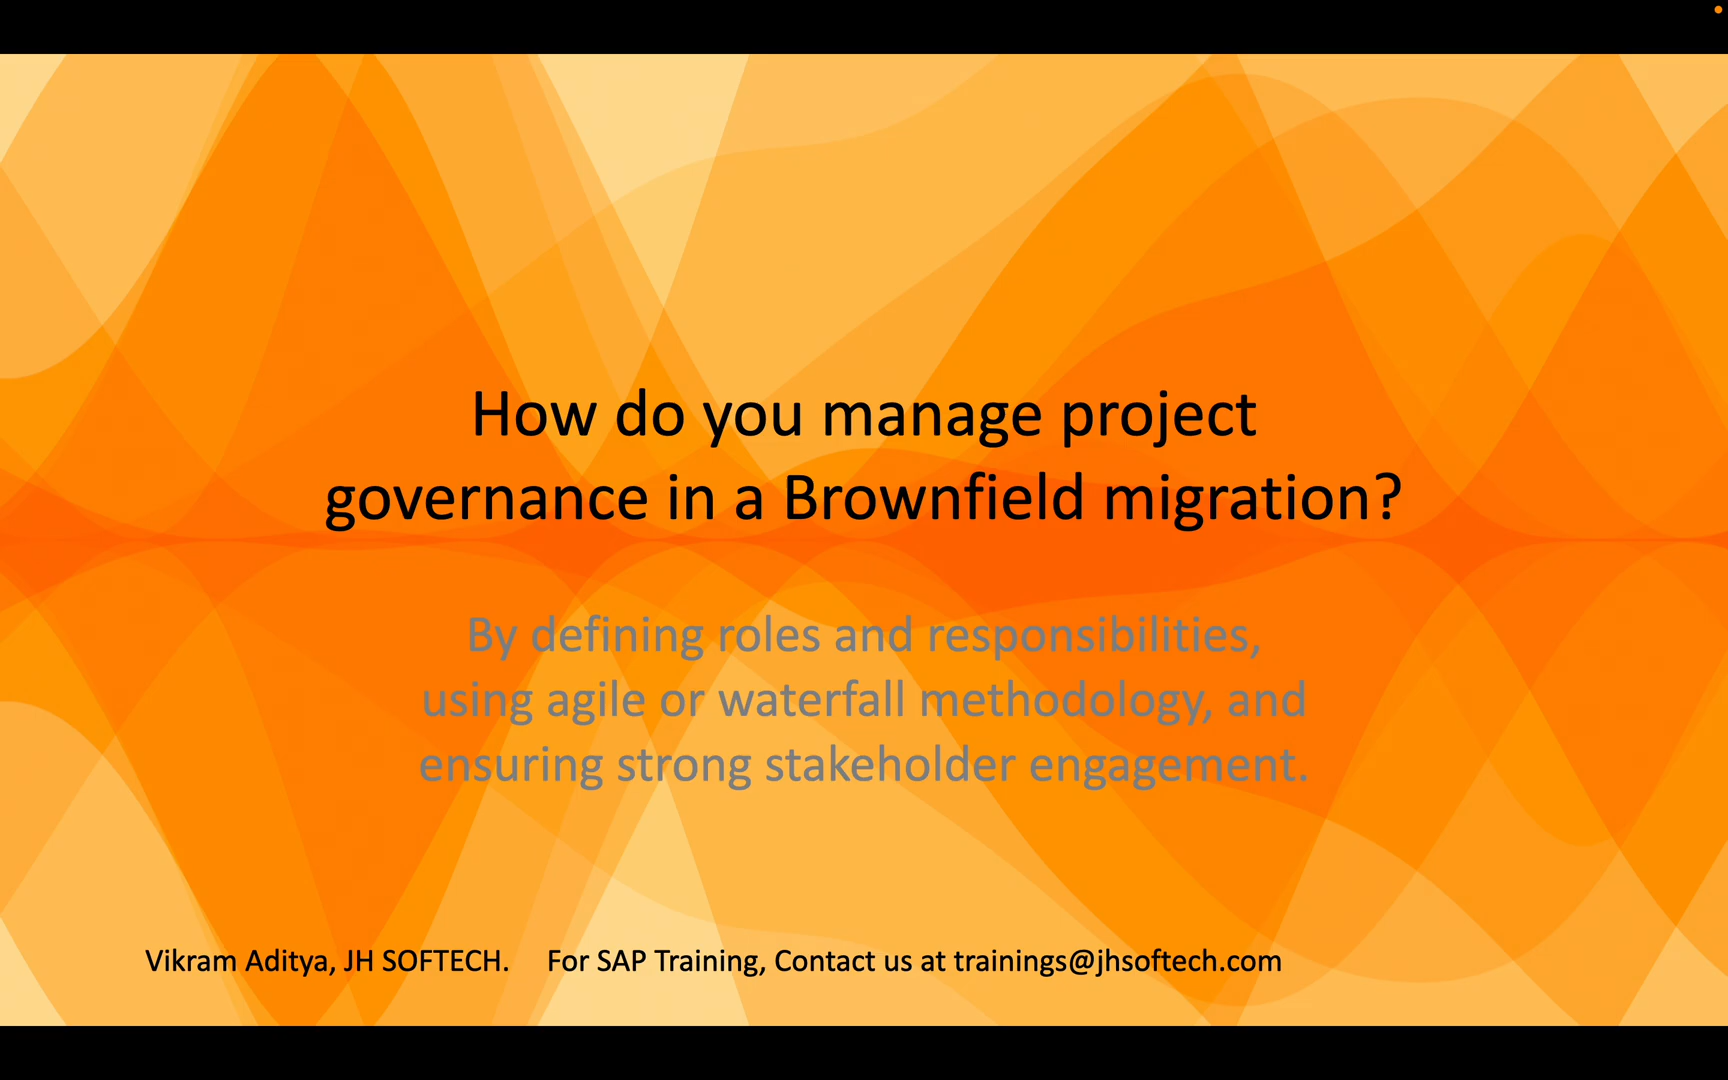 How do you manage project
governance in a Brownfield migration?
By defining roles and responsibilities,
using agile or waterfall methodology, and
ensuring strong stakeholder engagement.
Vikram Aditya, JH SOFTECH. For SAP Training, Contact us at trainings@jhsoftech.com